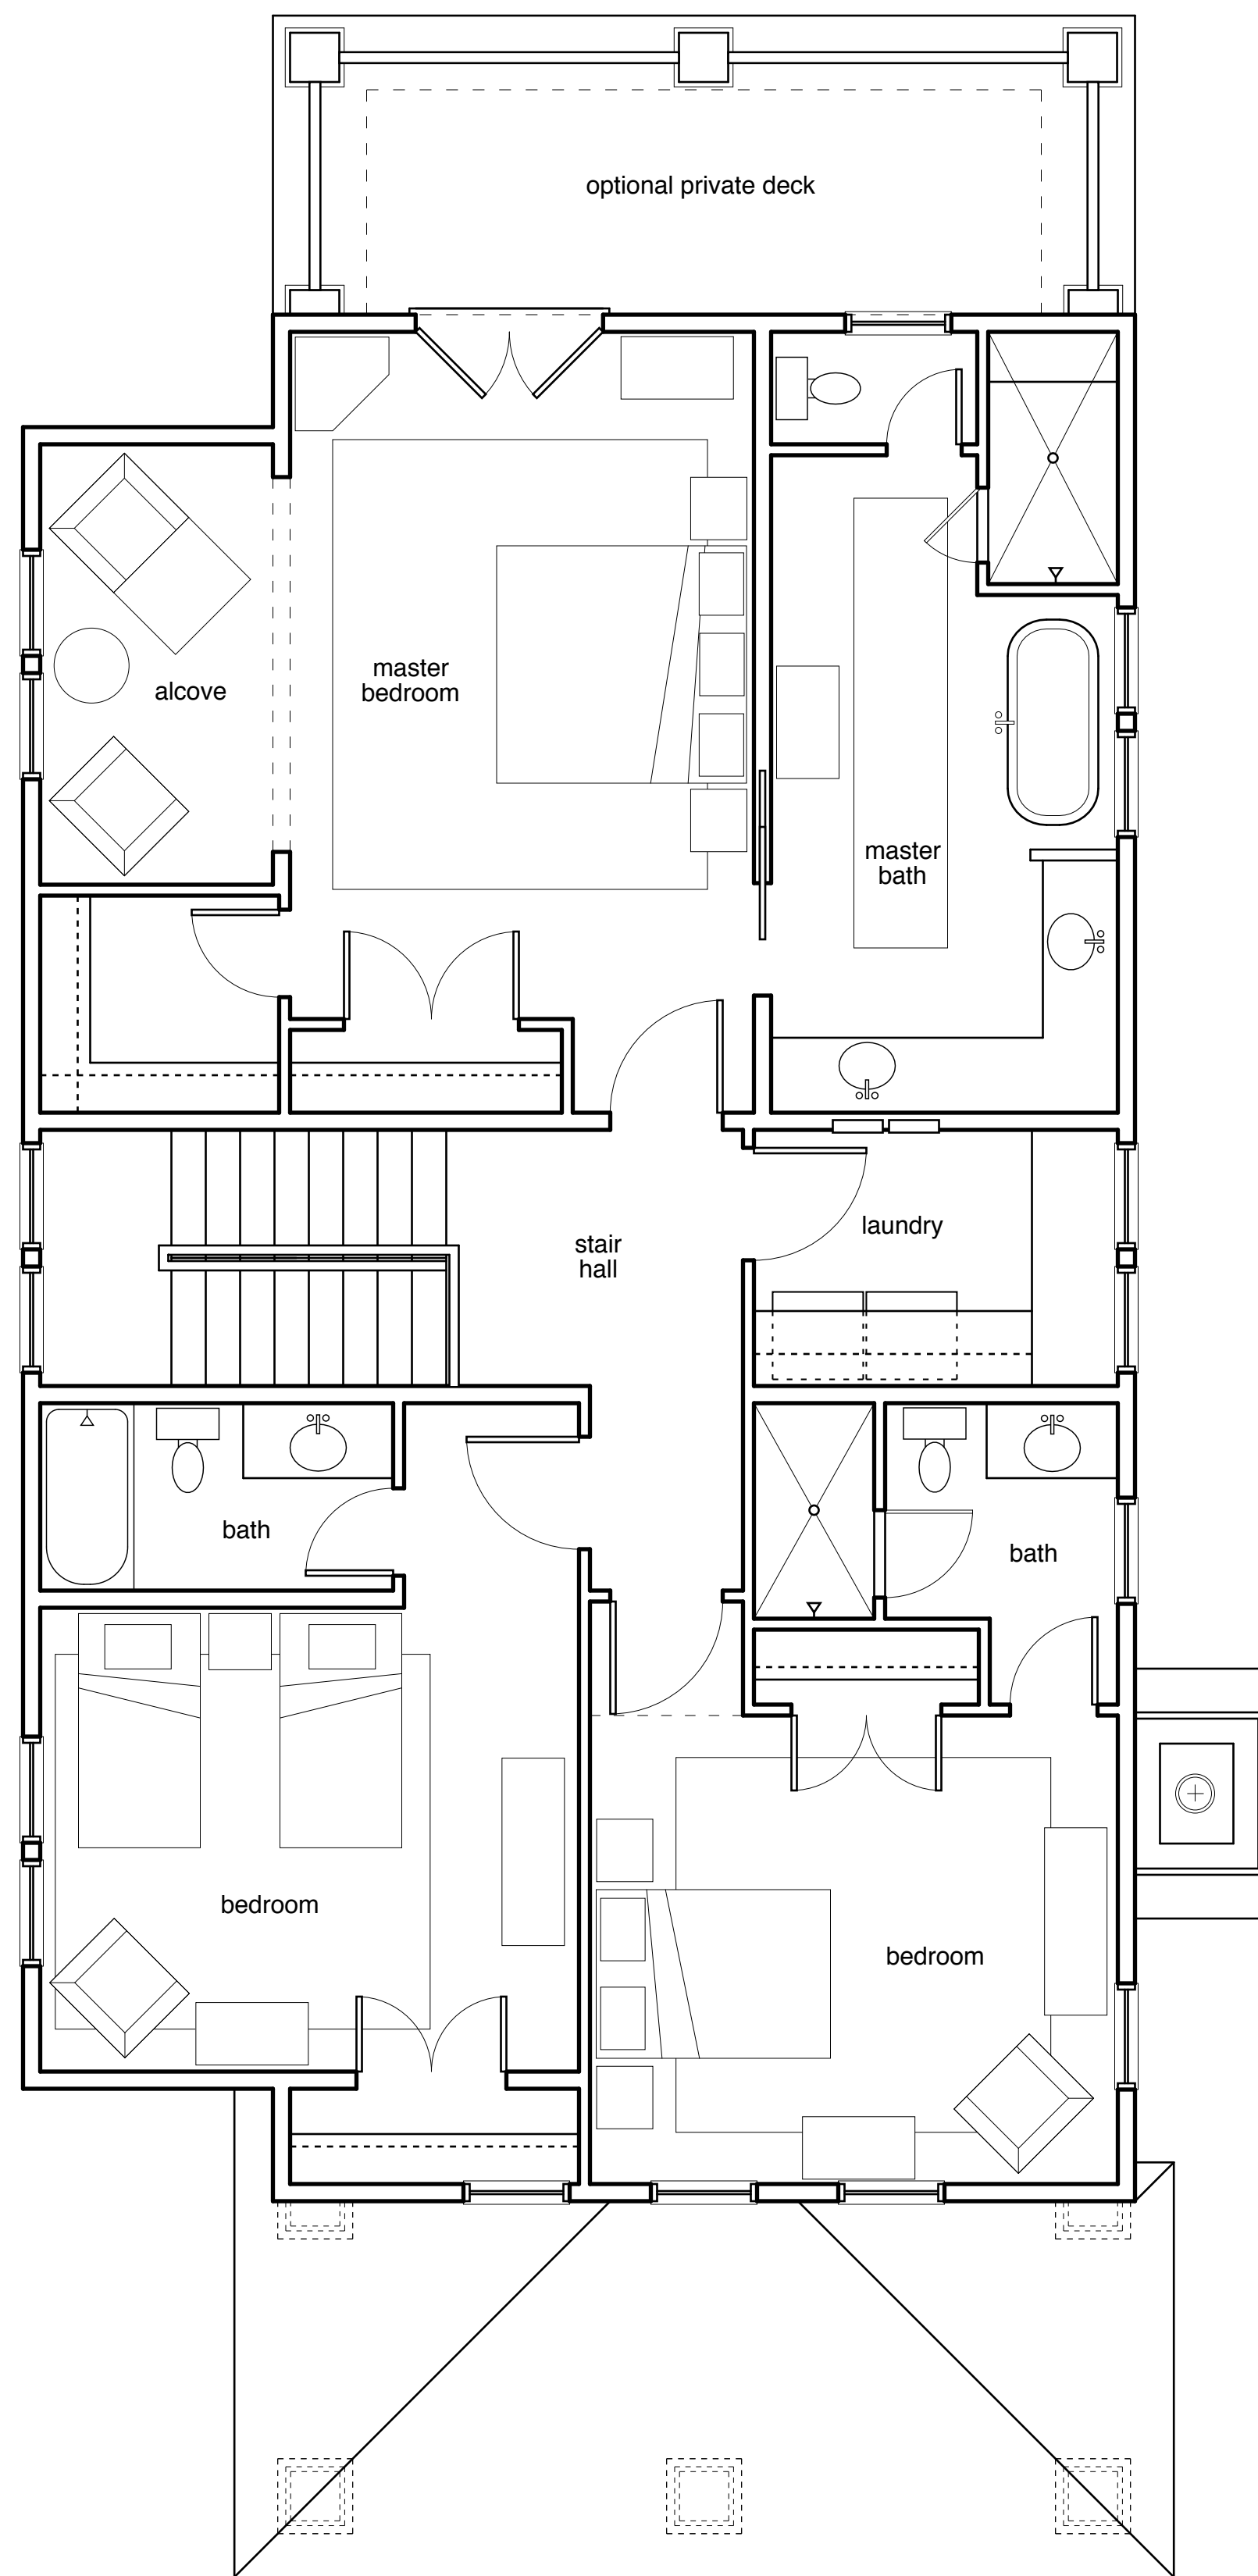 optional private deck
master
bedroom
alcove
master
bath
laundry
stair
hall
bath
bath
bedroom
bedroom